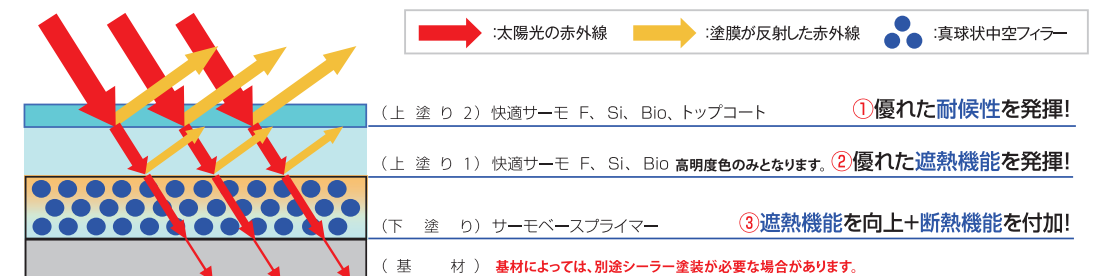 :太陽光の赤外線 :塗膜が反射した赤外線 :真球状中空フィラー
(上塗り2) 快適サーモ F、Si、Bio、トップコート ①優れた耐候性を発揮!
(上塗り1) 快適サーモ F、Si、Bio 高明度色のみとなります。 ②優れた遮熱機能を発揮!
(下塗り) サーモベースプライマー ③遮熱機能を向上+断熱機能を付加!
(基材) 基材によっては、別途シーラー塗装が必要な場合があります。